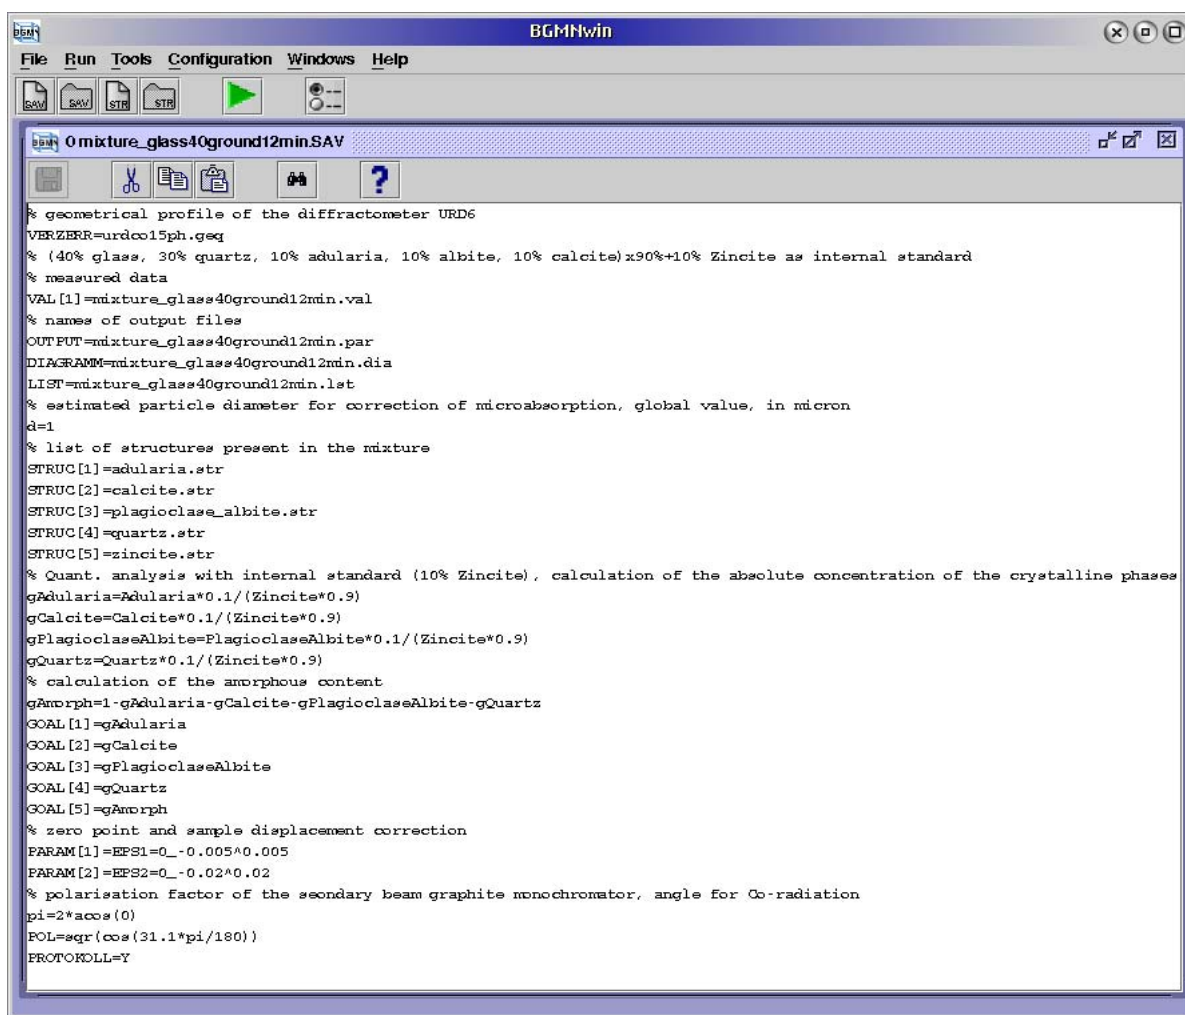 BGMN
BGMNwin
File Run Tools Configuration Windows Help
SAV SAV STR STR
BGMN 0 mixture_glass40ground12min.SAV
?
% geometrical profile of the diffractometer URD6
VERZERR=urdco15ph.geq
% (40% glass, 30% quartz, 10% adularia, 10% albite, 10% calcite)x90%+10% Zincite as internal standard
% measured data
VAL[1]=mixture_glass40ground12min.val
% names of output files
OUTPUT=mixture_glass40ground12min.par
DIAGRAMM=mixture_glass40ground12min.dia
LIST=mixture_glass40ground12min.lst
% estimated particle diameter for correction of microabsorption, global value, in micron
d=1
% list of structures present in the mixture
STRUC[1]=adularia.str
STRUC[2]=calcite.str
STRUC[3]=plagioclase_albite.str
STRUC[4]=quartz.str
STRUC[5]=zincite.str
% Quant. analysis with internal standard (10% Zincite), calculation of the absolute concentration of the crystalline phases
gAdularia=Adularia*0.1/(Zincite*0.9)
gCalcite=Calcite*0.1/(Zincite*0.9)
gPlagioclaseAlbite=PlagioclaseAlbite*0.1/(Zincite*0.9)
gQuartz=Quartz*0.1/(Zincite*0.9)
% calculation of the amorphous content
gAmorph=1-gAdularia-gCalcite-gPlagioclaseAlbite-gQuartz
GOAL[1]=gAdularia
GOAL[2]=gCalcite
GOAL[3]=gPlagioclaseAlbite
GOAL[4]=gQuartz
GOAL[5]=gAmorph
% zero point and sample displacement correction
PARAM[1]=EPS1=0_-0.005^0.005
PARAM[2]=EPS2=0_-0.02^0.02
% polarisation factor of the seondary beam graphite monochromator, angle for Co-radiation
pi=2*acos(0)
POL=sqr(cos(31.1*pi/180))
PROTOKOLL=Y